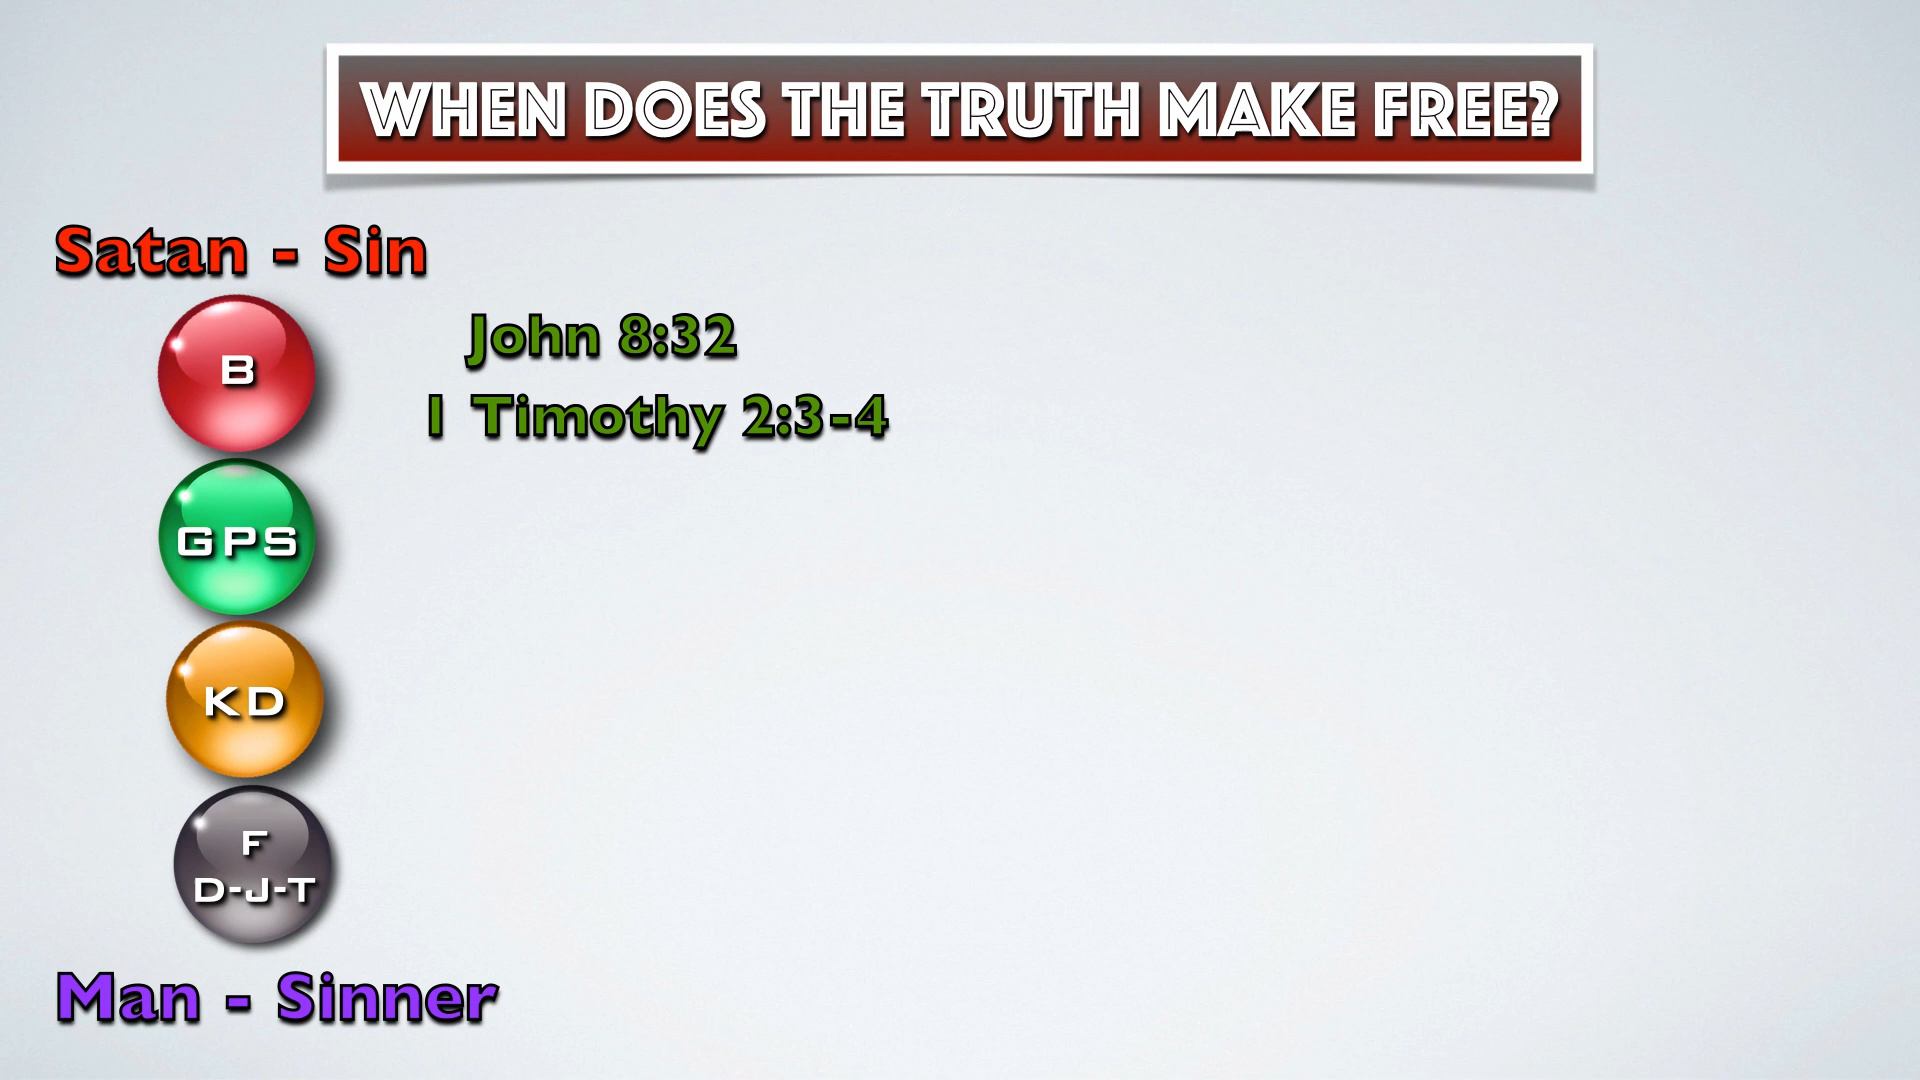 WHEN DOES THE TRUTH MAKE FREE?
Satan - Sin
B
John 8:32
1 Timothy 2:3-4
GPS
KD
F
D-J-T
Man - Sinner